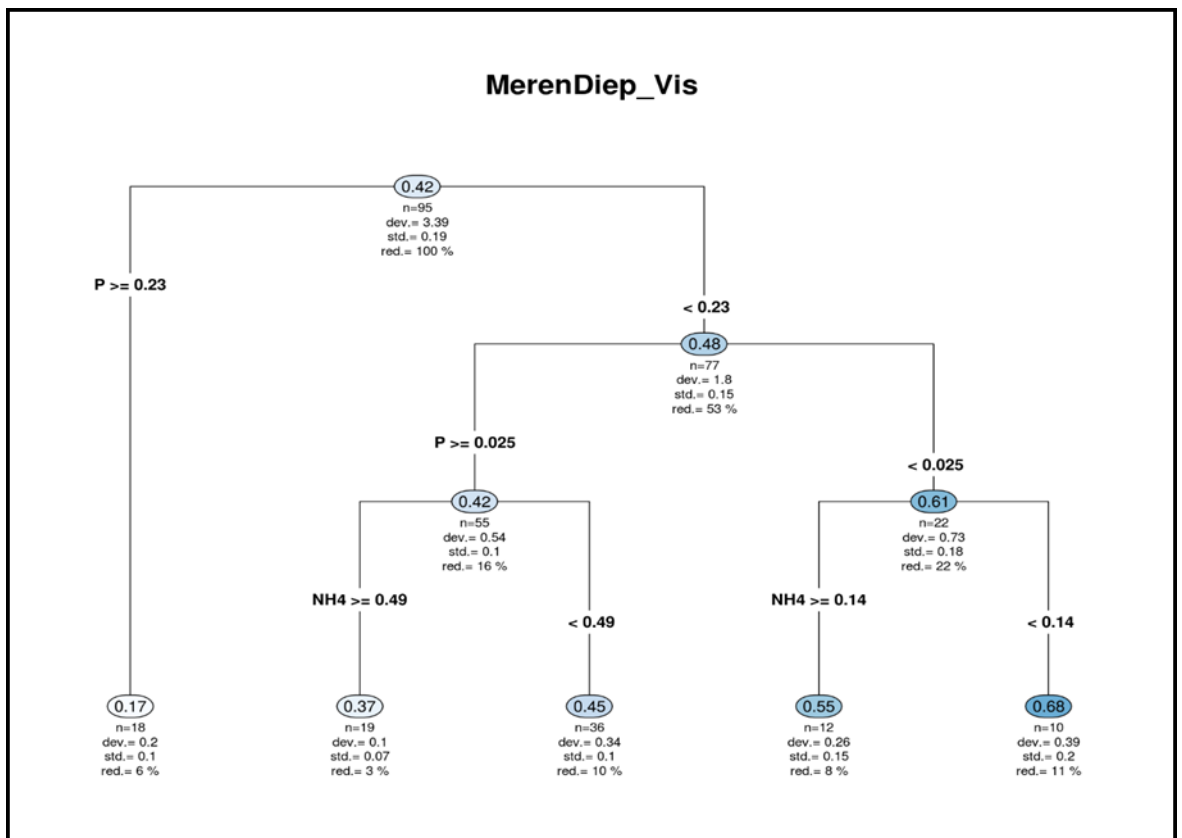 MerenDiep_Vis
0.42
n=95
dev.= 3.39
std.= 0.19
red.= 100 %
P >= 0.23
< 0.23
0.48
n=77
dev.= 1.8
std.= 0.15
red.= 53 %
P >= 0.025
< 0.025
0.42
n=55
dev.= 0.54
std.= 0.1
red.= 16 %
0.61
n=22
dev.= 0.73
std.= 0.18
red.= 22 %
NH4 >= 0.49
< 0.49
NH4 >= 0.14
< 0.14
0.17
n=18
dev.= 0.2
std.= 0.1
red.= 6 %
0.37
n=19
dev.= 0.1
std.= 0.07
red.= 3 %
0.45
n=36
dev.= 0.34
std.= 0.1
red.= 10 %
0.55
n=12
dev.= 0.26
std.= 0.15
red.= 8 %
0.68
n=10
dev.= 0.39
std.= 0.2
red.= 11 %